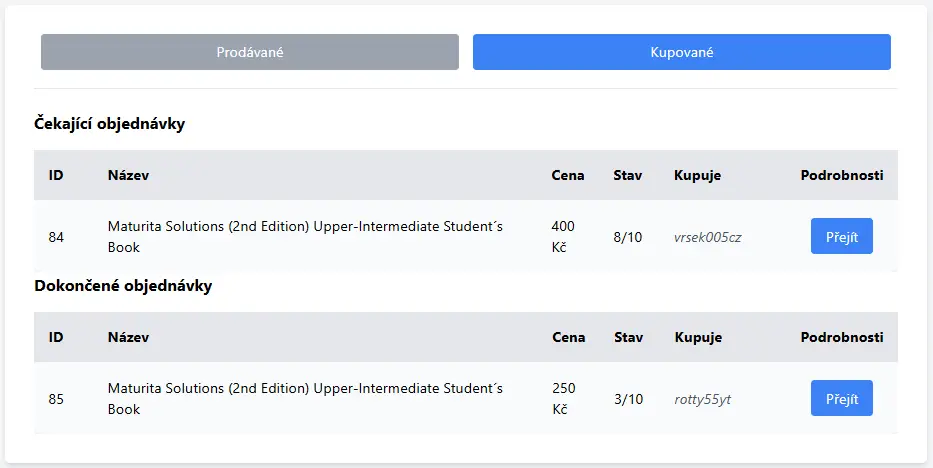 Prodávané Kupované
Čekající objednávky
ID Název Cena Stav Kupuje Podrobnosti
84 Maturita Solutions (2nd Edition) Upper-Intermediate Student´s Book 400 Kč 8/10 vrsek005cz Přejít
Dokončené objednávky
ID Název Cena Stav Kupuje Podrobnosti
85 Maturita Solutions (2nd Edition) Upper-Intermediate Student´s Book 250 Kč 3/10 rotty55yt Přejít